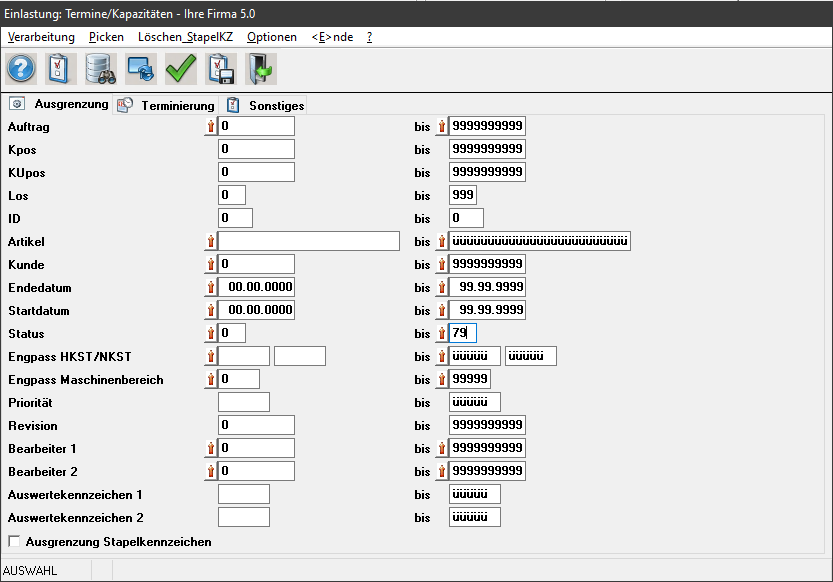 Einlastung: Termine/Kapazitäten - Ihre Firma 5.0
Verarbeitung Picken Löschen_StapelKZ Optionen <E>nde ?
Ausgrenzung Terminierung Sonstiges
Auftrag 0 bis 9999999999
Kpos 0 bis 9999999999
KUpos 0 bis 9999999999
Los 0 bis 999
ID 0 bis 0
Artikel bis üüüüüüüüüüüüüüüüüüüüüüüüü
Kunde 0 bis 9999999999
Endedatum 00.00.0000 bis 99.99.9999
Startdatum 00.00.0000 bis 99.99.9999
Status 0 bis 79
Engpass HKST/NKST bis üüüüü üüüüü
Engpass Maschinenbereich 0 bis 99999
Priorität bis üüüüü
Revision 0 bis 9999999999
Bearbeiter 1 0 bis 9999999999
Bearbeiter 2 0 bis 9999999999
Auswertekennzeichen 1 bis üüüüü
Auswertekennzeichen 2 bis üüüüü
Ausgrenzung Stapelkennzeichen
AUSWAHL